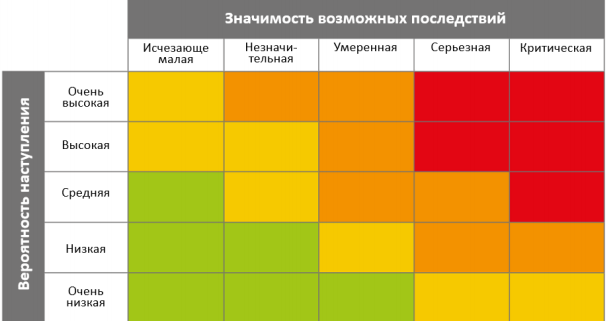 Значимость возможных последствий
Исчезающе
малая
Незначи-
тельная
Умеренная
Серьезная
Критическая
Вероятность наступления
Очень
высокая
Высокая
Средняя
Низкая
Очень
низкая